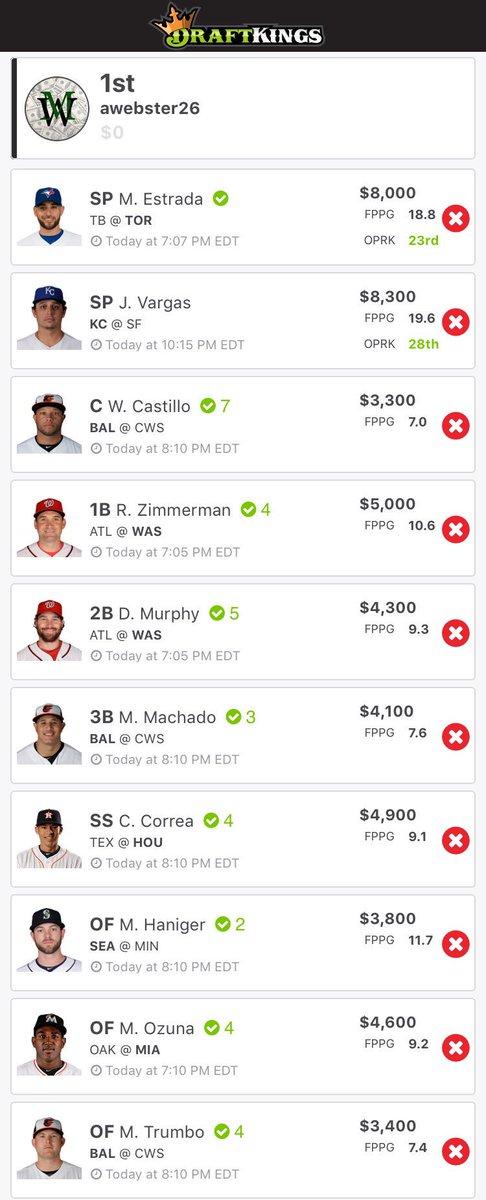 DRAFTKINGS
1st
awebster26
$0
SP M. Estrada
TB @ TOR
Today at 7:07 PM EDT
$8,000
FPPG 18.8
OPRK 23rd
SP J. Vargas
KC @ SF
Today at 10:15 PM EDT
$8,300
FPPG 19.6
OPRK 28th
C W. Castillo 7
BAL @ CWS
Today at 8:10 PM EDT
$3,300
FPPG 7.0
1B R. Zimmerman 4
ATL @ WAS
Today at 7:05 PM EDT
$5,000
FPPG 10.6
2B D. Murphy 5
ATL @ WAS
Today at 7:05 PM EDT
$4,300
FPPG 9.3
3B M. Machado 3
BAL @ CWS
Today at 8:10 PM EDT
$4,100
FPPG 7.6
SS C. Correa 4
TEX @ HOU
Today at 8:10 PM EDT
$4,900
FPPG 9.1
OF M. Haniger 2
SEA @ MIN
Today at 8:10 PM EDT
$3,800
FPPG 11.7
OF M. Ozuna 4
OAK @ MIA
Today at 7:10 PM EDT
$4,600
FPPG 9.2
OF M. Trumbo 4
BAL @ CWS
Today at 8:10 PM EDT
$3,400
FPPG 7.4